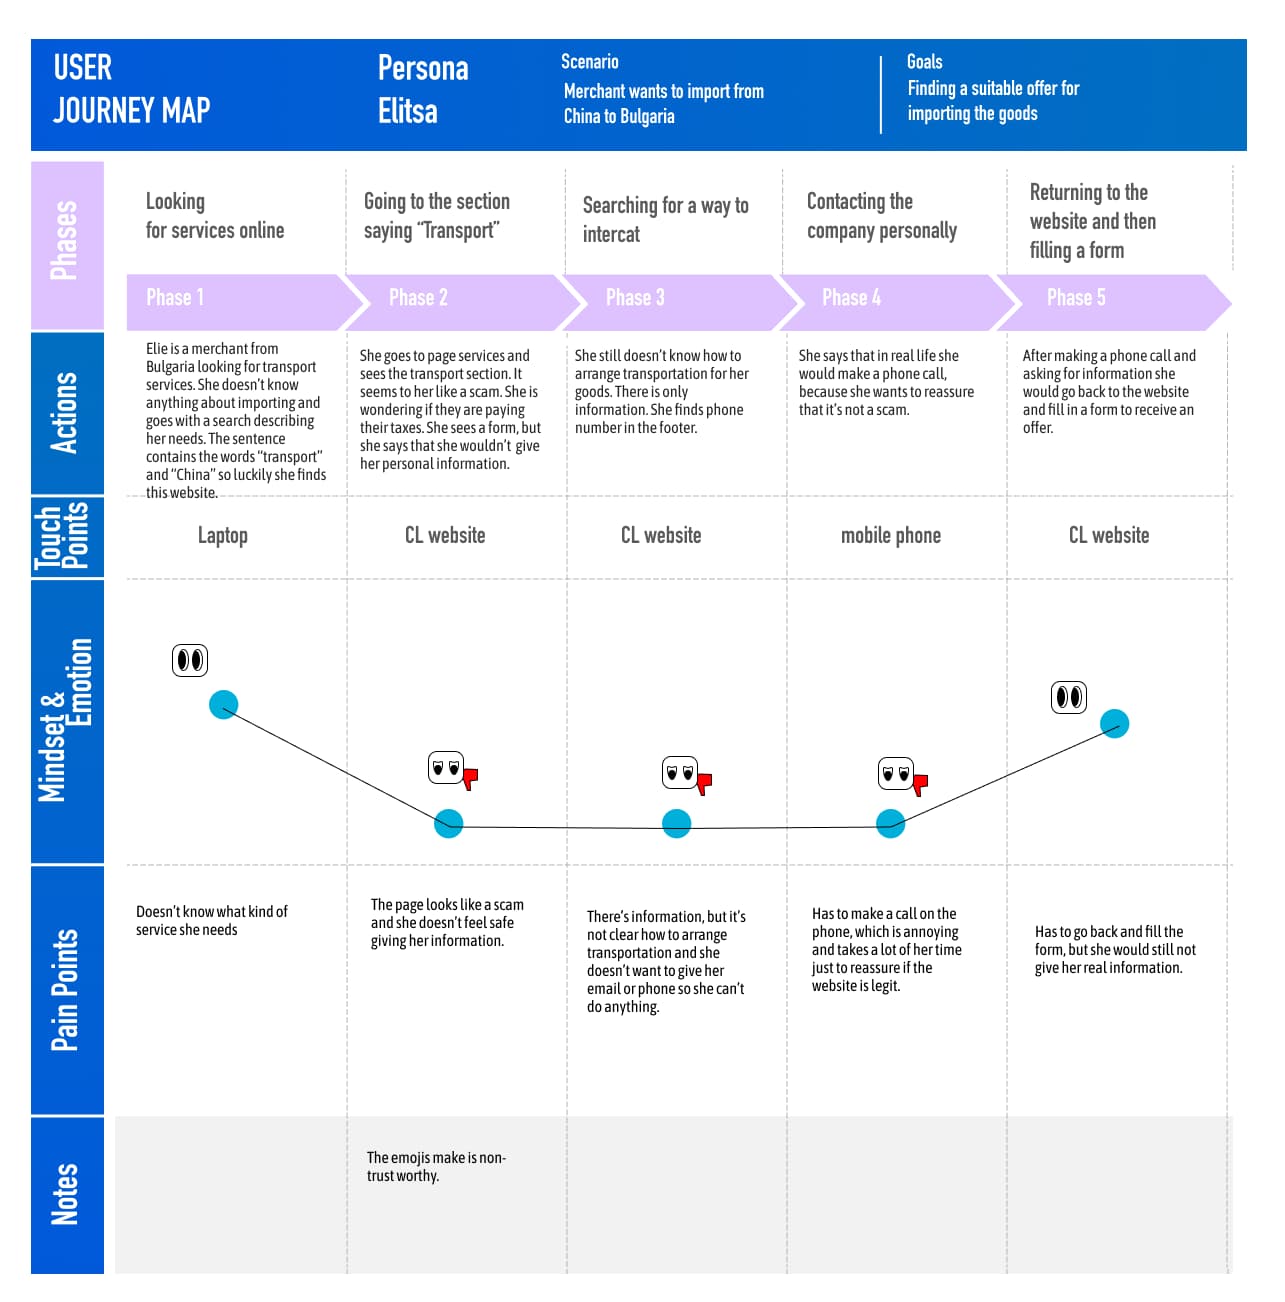 USER
JOURNEY MAP
Persona
Elitsa
Scenario
Merchant wants to import from
China to Bulgaria
Goals
Finding a suitable offer for
importing the goods
Phases
Looking
for services online
Going to the section
saying “Transport”
Searching for a way to
intercat
Contacting the
company personally
Returning to the
website and then
filling a form
Phase 1
Phase 2
Phase 3
Phase 4
Phase 5
Actions
Elie is a merchant from
Bulgaria looking for transport
services. She doesn’t know
anything about importing and
goes with a search describing
her needs. The sentence
contains the words “transport”
and “China” so luckily she finds
this website.
She goes to page services and
sees the transport section. It
seems to her like a scam. She is
wondering if they are paying
their taxes. She sees a form, but
she says that she wouldn’t give
her personal information.
She still doesn’t know how to
arrange transportation for her
goods. There is only
information. She finds phone
number in the footer.
She says that in real life she
would make a phone call,
because she wants to reassure
that it’s not a scam.
After making a phone call and
asking for information she
would go back to the website
and fill in a form to receive an
offer.
Touch
Points
Laptop
CL website
CL website
mobile phone
CL website
Mindset &
Emotion
Pain Points
Doesn’t know what kind of
service she needs
The page looks like a scam
and she doesn’t feel safe
giving her information.
There’s information, but it’s
not clear how to arrange
transportation and she
doesn’t want to give her
email or phone so she can’t
do anything.
Has to make a call on the
phone, which is annoying
and takes a lot of her time
just to reassure if the
website is legit.
Has to go back and fill the
form, but she would still not
give her real information.
Notes
The emojis make is non-
trust worthy.